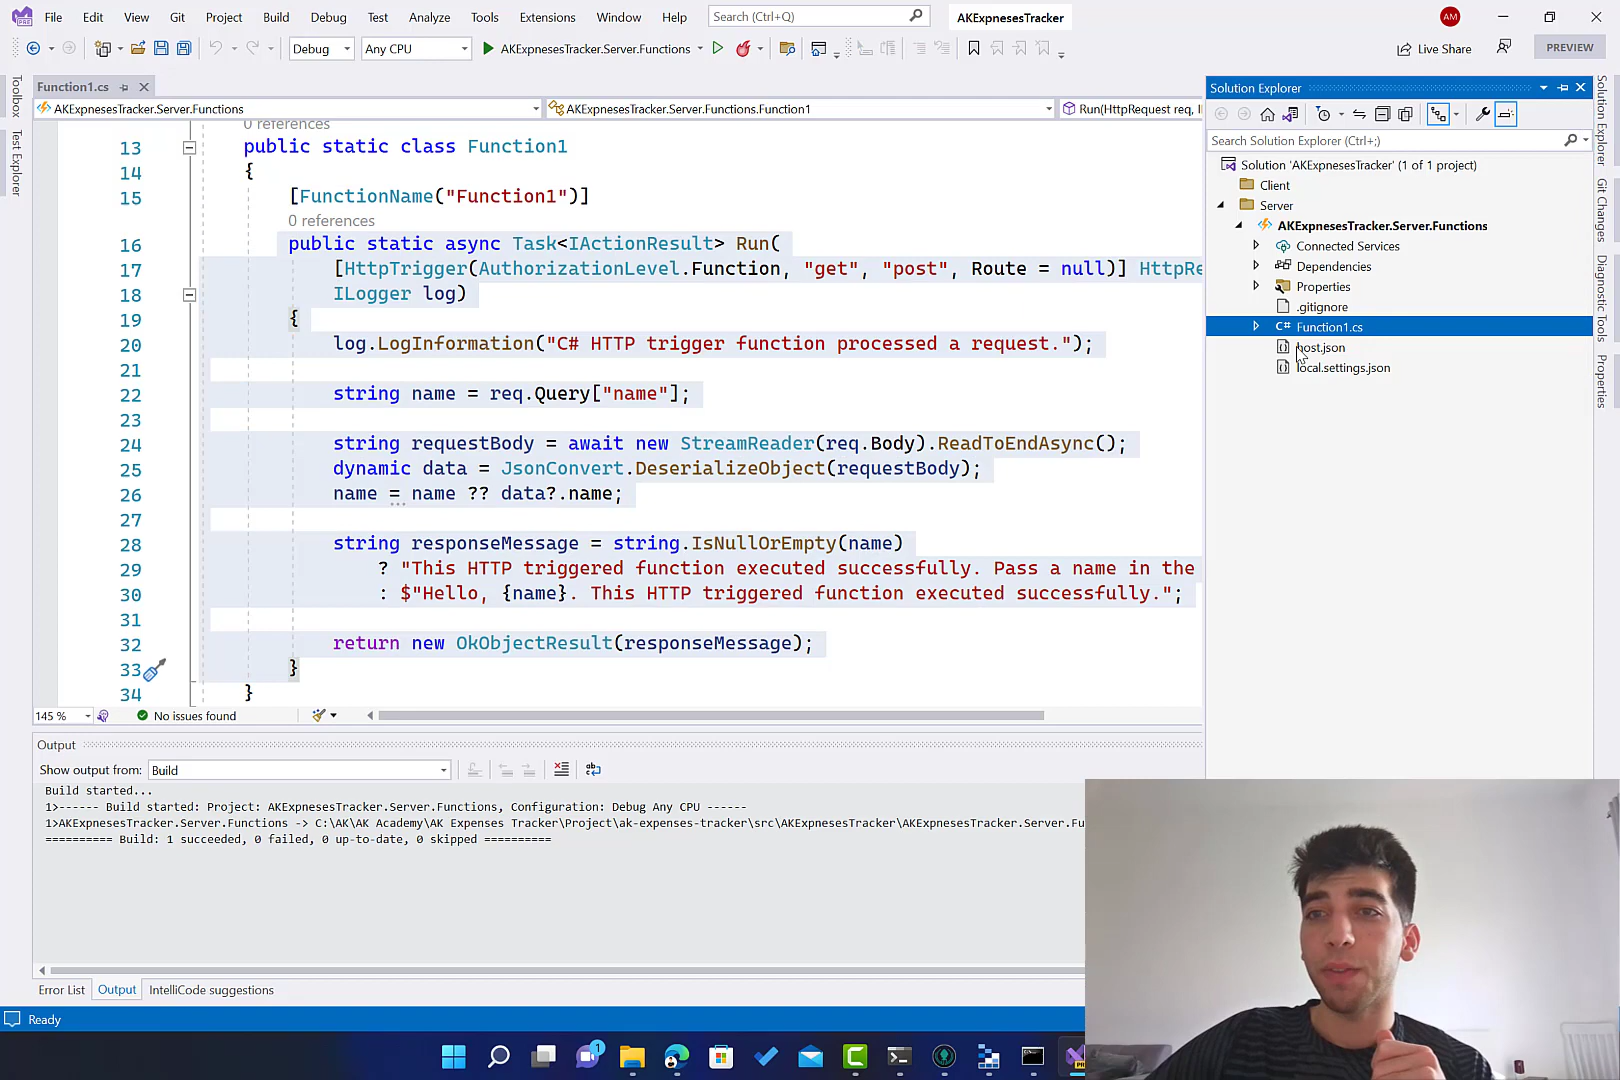 File Edit View Git Project Build Debug Test Analyze Tools Extensions Window Help Search (Ctrl+Q) AKExpnesesTracker AM
Debug Any CPU AKExpnesesTracker.Server.Functions Live Share PREVIEW
Function1.cs
AKExpnesesTracker.Server.Functions AKExpnesesTracker.Server.Functions.Function1 Run(HttpRequest req, I
Toolbox
Test Explorer
0 references
13 public static class Function1
14 {
15 [FunctionName("Function1")]
0 references
16 public static async Task<IActionResult> Run(
17 [HttpTrigger(AuthorizationLevel.Function, "get", "post", Route = null)] HttpRe
18 ILogger log)
19 {
20 log.LogInformation("C# HTTP trigger function processed a request.");
21
22 string name = req.Query["name"];
23
24 string requestBody = await new StreamReader(req.Body).ReadToEndAsync();
25 dynamic data = JsonConvert.DeserializeObject(requestBody);
26 name = name ?? data?.name;
27
28 string responseMessage = string.IsNullOrEmpty(name)
29 ? "This HTTP triggered function executed successfully. Pass a name in the
30 : $"Hello, {name}. This HTTP triggered function executed successfully.";
31
32 return new OkObjectResult(responseMessage);
33 }
34 }
145 % No issues found
Output
Show output from: Build
Build started...
1>------ Build started: Project: AKExpnesesTracker.Server.Functions, Configuration: Debug Any CPU ------
1>AKExpnesesTracker.Server.Functions -> C:\AK\AK Academy\AK Expenses Tracker\Project\ak-expenses-tracker\src\AKExpnesesTracker\AKExpnesesTracker.Server.Fu
========== Build: 1 succeeded, 0 failed, 0 up-to-date, 0 skipped ==========
Error List Output IntelliCode suggestions
Ready
Solution Explorer
Search Solution Explorer (Ctrl+;)
Solution 'AKExpnesesTracker' (1 of 1 project)
Client
Server
AKExpnesesTracker.Server.Functions
Connected Services
Dependencies
Properties
.gitignore
C# Function1.cs
host.json
local.settings.json
Solution Explorer
Git Changes
Diagnostic Tools
Properties
1